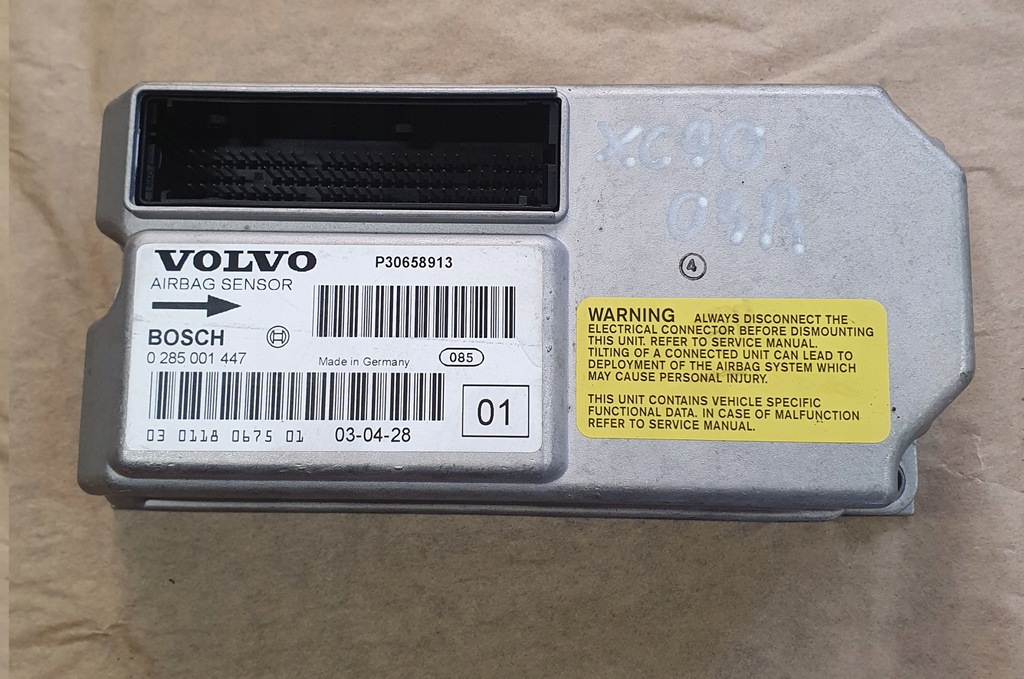 XC90
03R
4
VOLVO
P30658913
AIRBAG SENSOR
BOSCH
0 285 001 447
Made in Germany
085
01
03 0118 0675 01
03-04-28
WARNING ALWAYS DISCONNECT THE
ELECTRICAL CONNECTOR BEFORE DISMOUNTING
THIS UNIT. REFER TO SERVICE MANUAL.
TILTING OF A CONNECTED UNIT CAN LEAD TO
DEPLOYMENT OF THE AIRBAG SYSTEM WHICH
MAY CAUSE PERSONAL INJURY.
THIS UNIT CONTAINS VEHICLE SPECIFIC
FUNCTIONAL DATA. IN CASE OF MALFUNCTION
REFER TO SERVICE MANUAL.